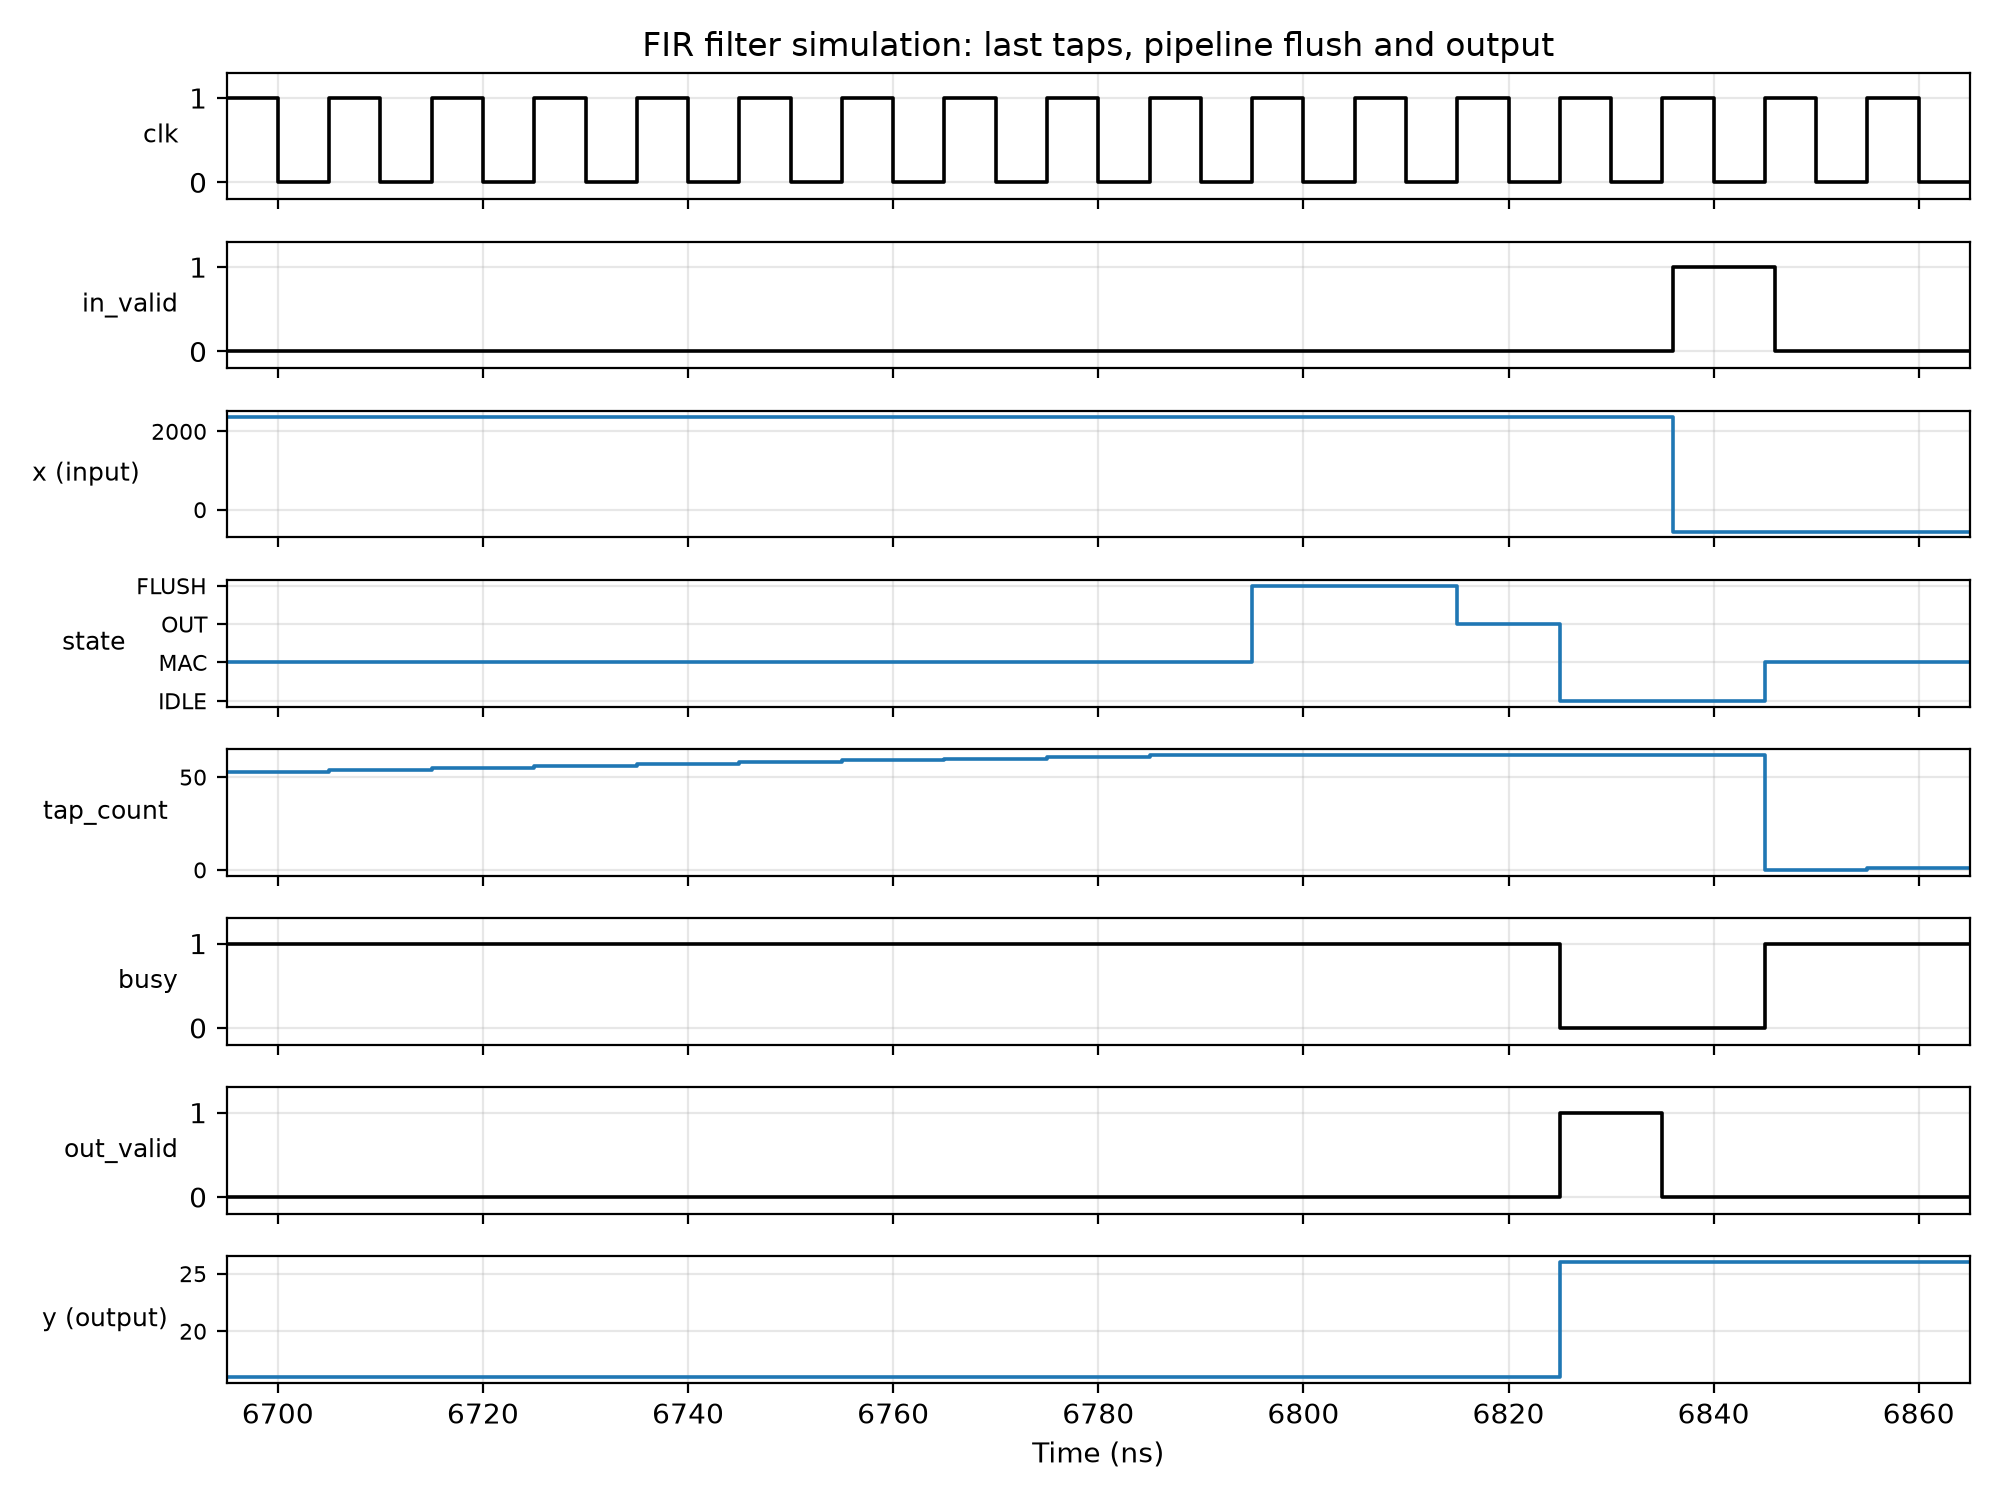 FIR filter simulation: last taps, pipeline flush and output
1
clk
0
1
in_valid
0
2000
x (input)
0
FLUSH
OUT
state
MAC
IDLE
50
tap_count
0
1
busy
0
1
out_valid
0
25
y (output)
20
6700 6720 6740 6760 6780 6800 6820 6840 6860
Time (ns)